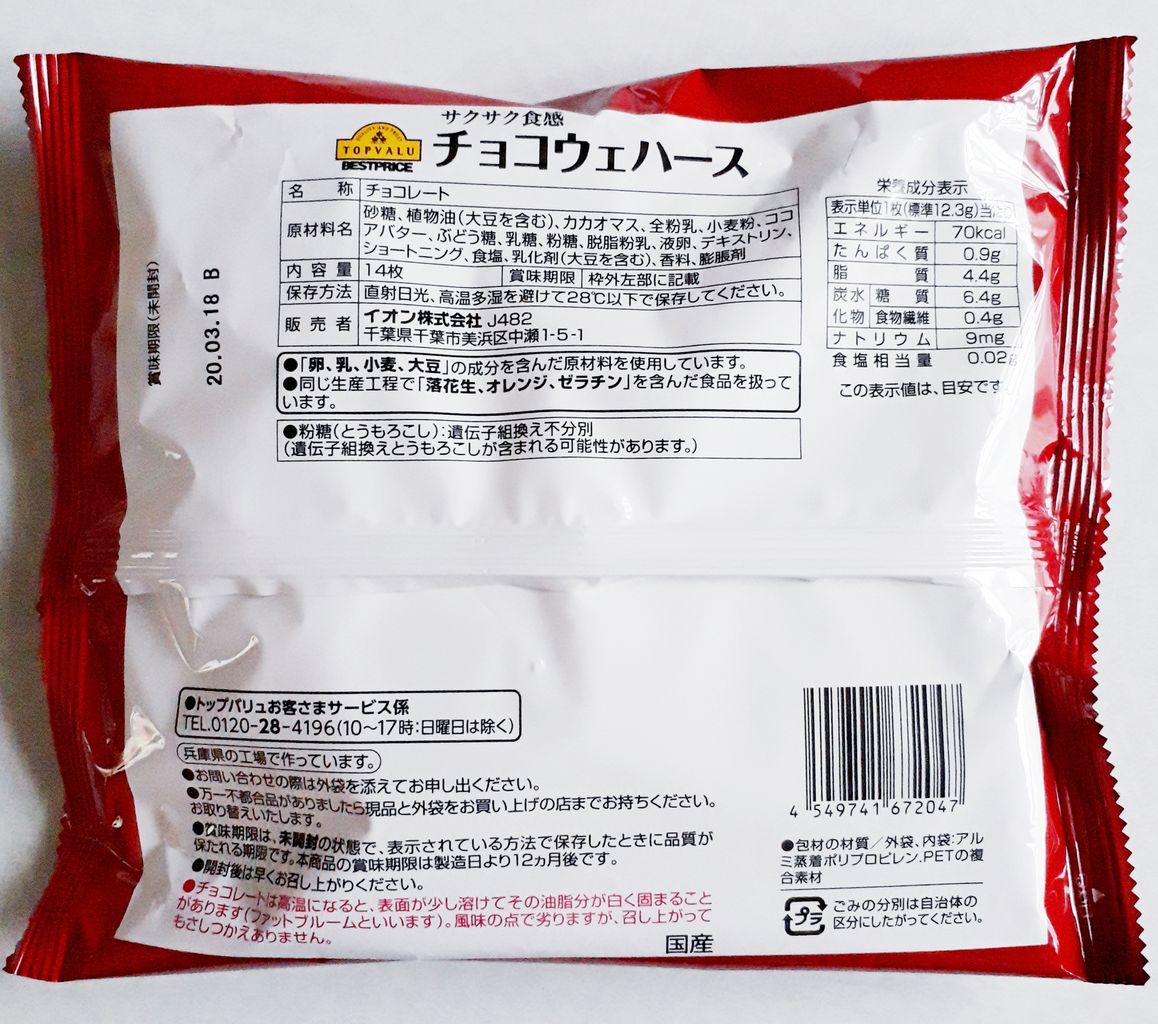 サクサク食感
QUALITY AND TRUST
TOPVALU
BESTPRICE
チョコウェハース
名 称 チョコレート
原材料名 砂糖、植物油(大豆を含む)、カカオマス、全粉乳、小麦粉、ココ
アバター、ぶどう糖、乳糖、粉糖、脱脂粉乳、液卵、デキストリン、
ショートニング、食塩、乳化剤(大豆を含む)、香料、膨脹剤
内 容 量 14枚 賞味期限 枠外左部に記載
保存方法 直射日光、高温多湿を避けて28℃以下で保存してください。
販 売 者 イオン株式会社 J482
千葉県千葉市美浜区中瀬1-5-1
●「卵、乳、小麦、大豆」の成分を含んだ原材料を使用しています。
●同じ生産工程で「落花生、オレンジ、ゼラチン」を含んだ食品を扱って
います。
●粉糖(とうもろこし):遺伝子組換え不分別
(遺伝子組換えとうもろこしが含まれる可能性があります。)
栄養成分表示
表示単位1枚(標準12.3g)当たり
エネルギー 70kcal
たんぱく質 0.9g
脂 質 4.4g
炭水化物 糖 質 6.4g
食物繊維 0.4g
ナトリウム 9mg
食塩相当量 0.02g
この表示値は、目安です
賞味期限(未開封)
20.03.18 B
●トップバリュお客さまサービス係
TEL.0120-28-4196(10〜17時:日曜日は除く)
兵庫県の工場で作っています。
●お問い合わせの際は外袋を添えてお申し出ください。
●万一不都合品がありましたら現品と外袋をお買い上げの店までお持ちください。
お取り替えいたします。
●賞味期限は、未開封の状態で、表示されている方法で保存したときに品質が
保たれる期限です。本商品の賞味期限は製造日より12ヵ月後です。
●開封後は早くお召し上がりください。
●チョコレートは高温になると、表面が少し溶けてその油脂分が白く固まること
があります(ファットブルームといいます)。風味の点で劣りますが、召し上がって
もさしつかえありません。
国産
4 549741 672047
●包材の材質/外袋、内袋:アル
ミ蒸着ポリプロピレン.PETの複
合素材
プラ
ごみの分別は自治体の
区分にしたがってください。